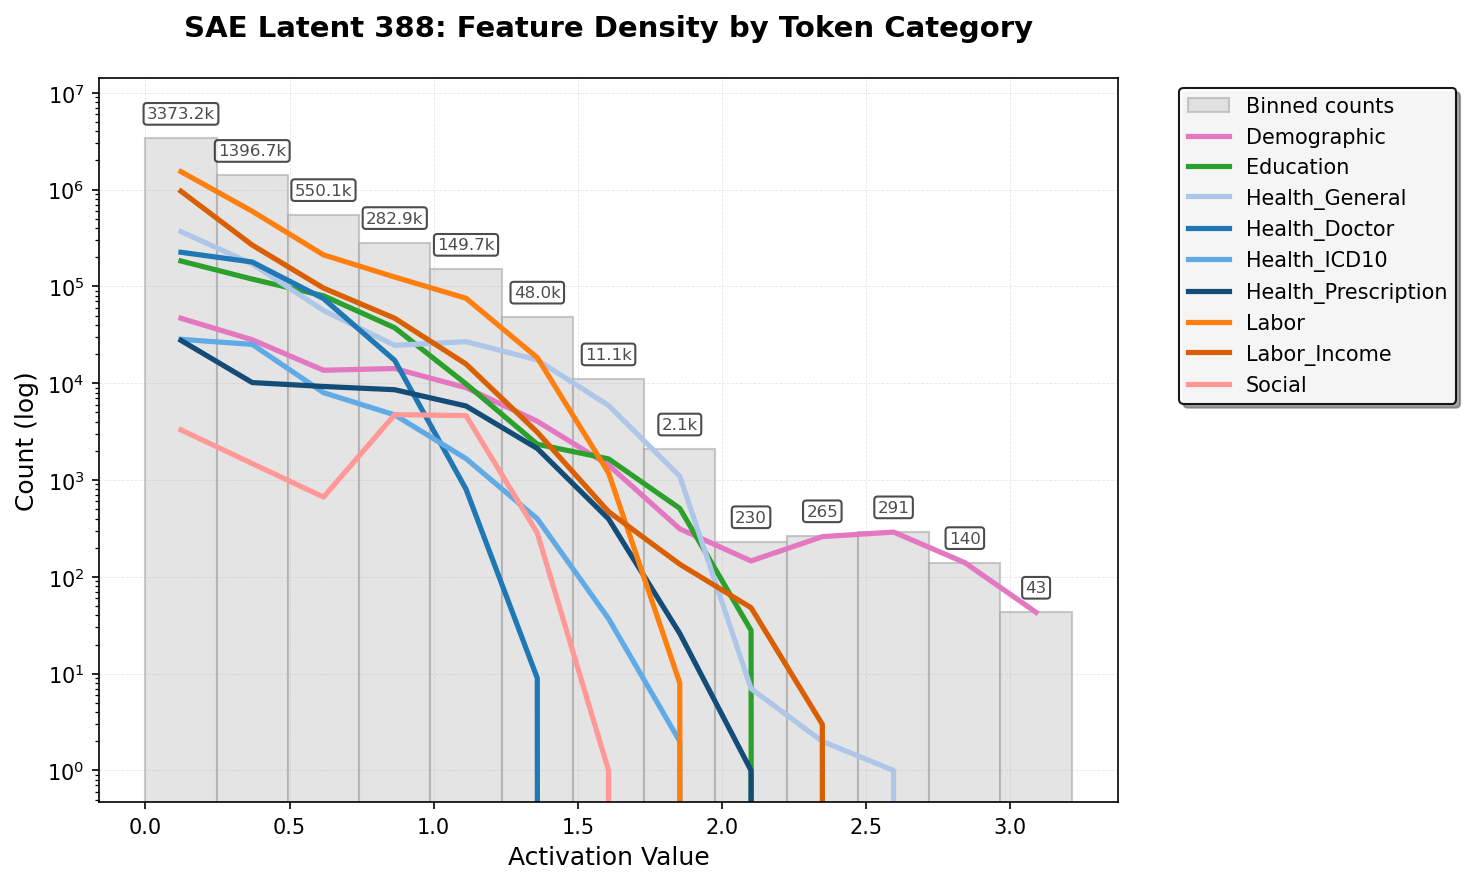 SAE Latent 388: Feature Density by Token Category
Count (log)
10⁷
10⁶
10⁵
10⁴
10³
10²
10¹
10⁰
3373.2k
1396.7k
550.1k
282.9k
149.7k
48.0k
11.1k
2.1k
230
265
291
140
43
0.0 0.5 1.0 1.5 2.0 2.5 3.0
Activation Value
Binned counts
Demographic
Education
Health_General
Health_Doctor
Health_ICD10
Health_Prescription
Labor
Labor_Income
Social